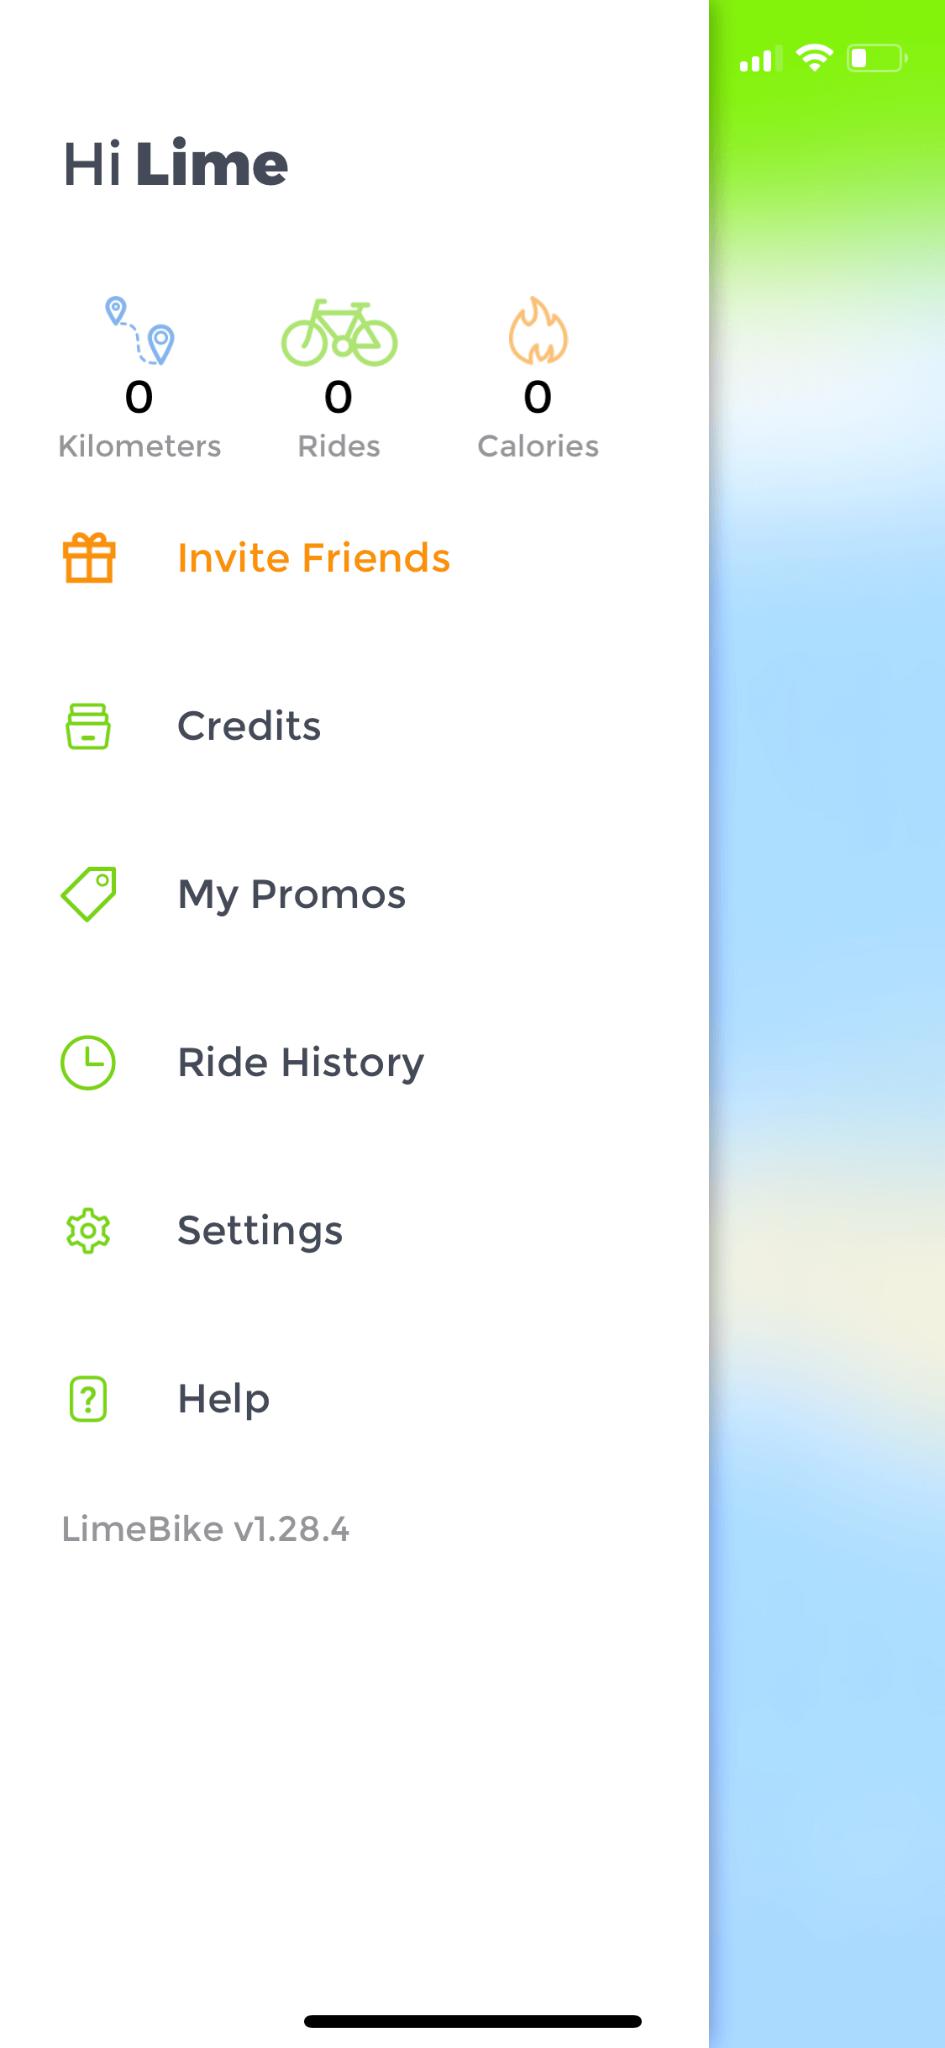 Hi Lime
0 0 0
Kilometers Rides Calories
Invite Friends
Credits
My Promos
Ride History
Settings
Help
LimeBike v1.28.4